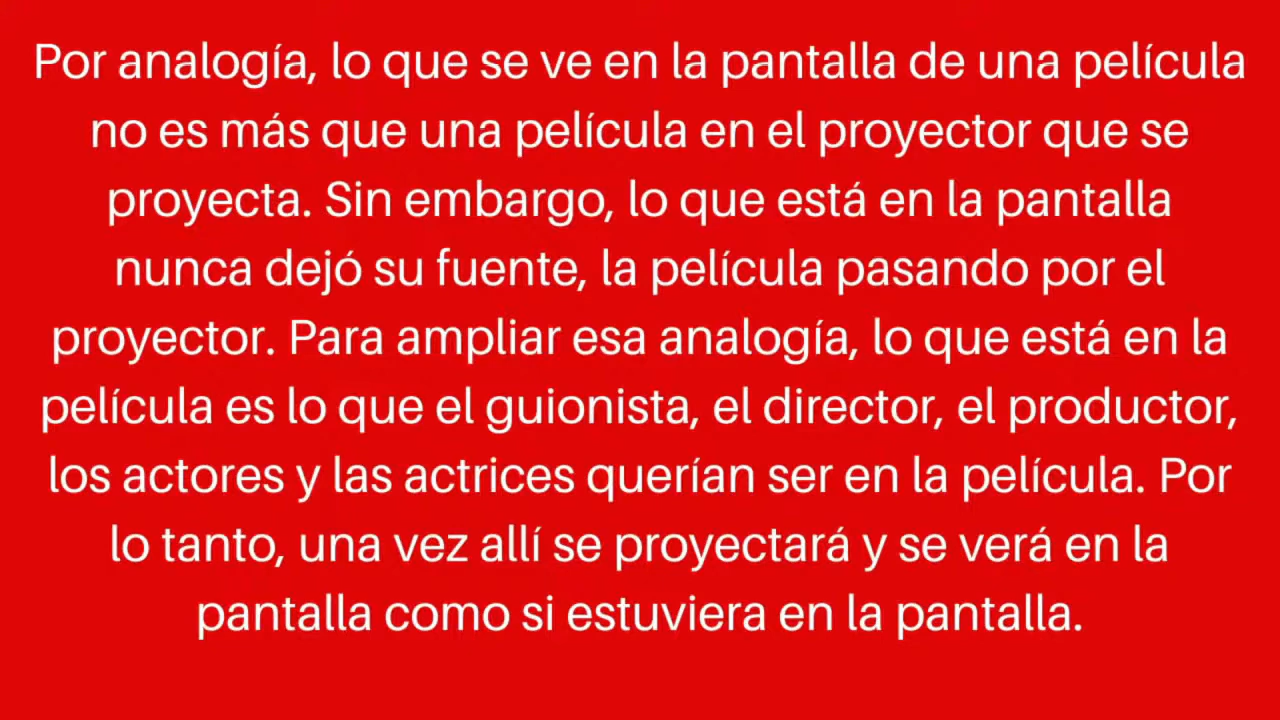 Por analogía, lo que se ve en la pantalla de una película
no es más que una película en el proyector que se
proyecta. Sin embargo, lo que está en la pantalla
nunca dejó su fuente, la película pasando por el
proyector. Para ampliar esa analogía, lo que está en la
película es lo que el guionista, el director, el productor,
los actores y las actrices querían ser en la película. Por
lo tanto, una vez allí se proyectará y se verá en la
pantalla como si estuviera en la pantalla.